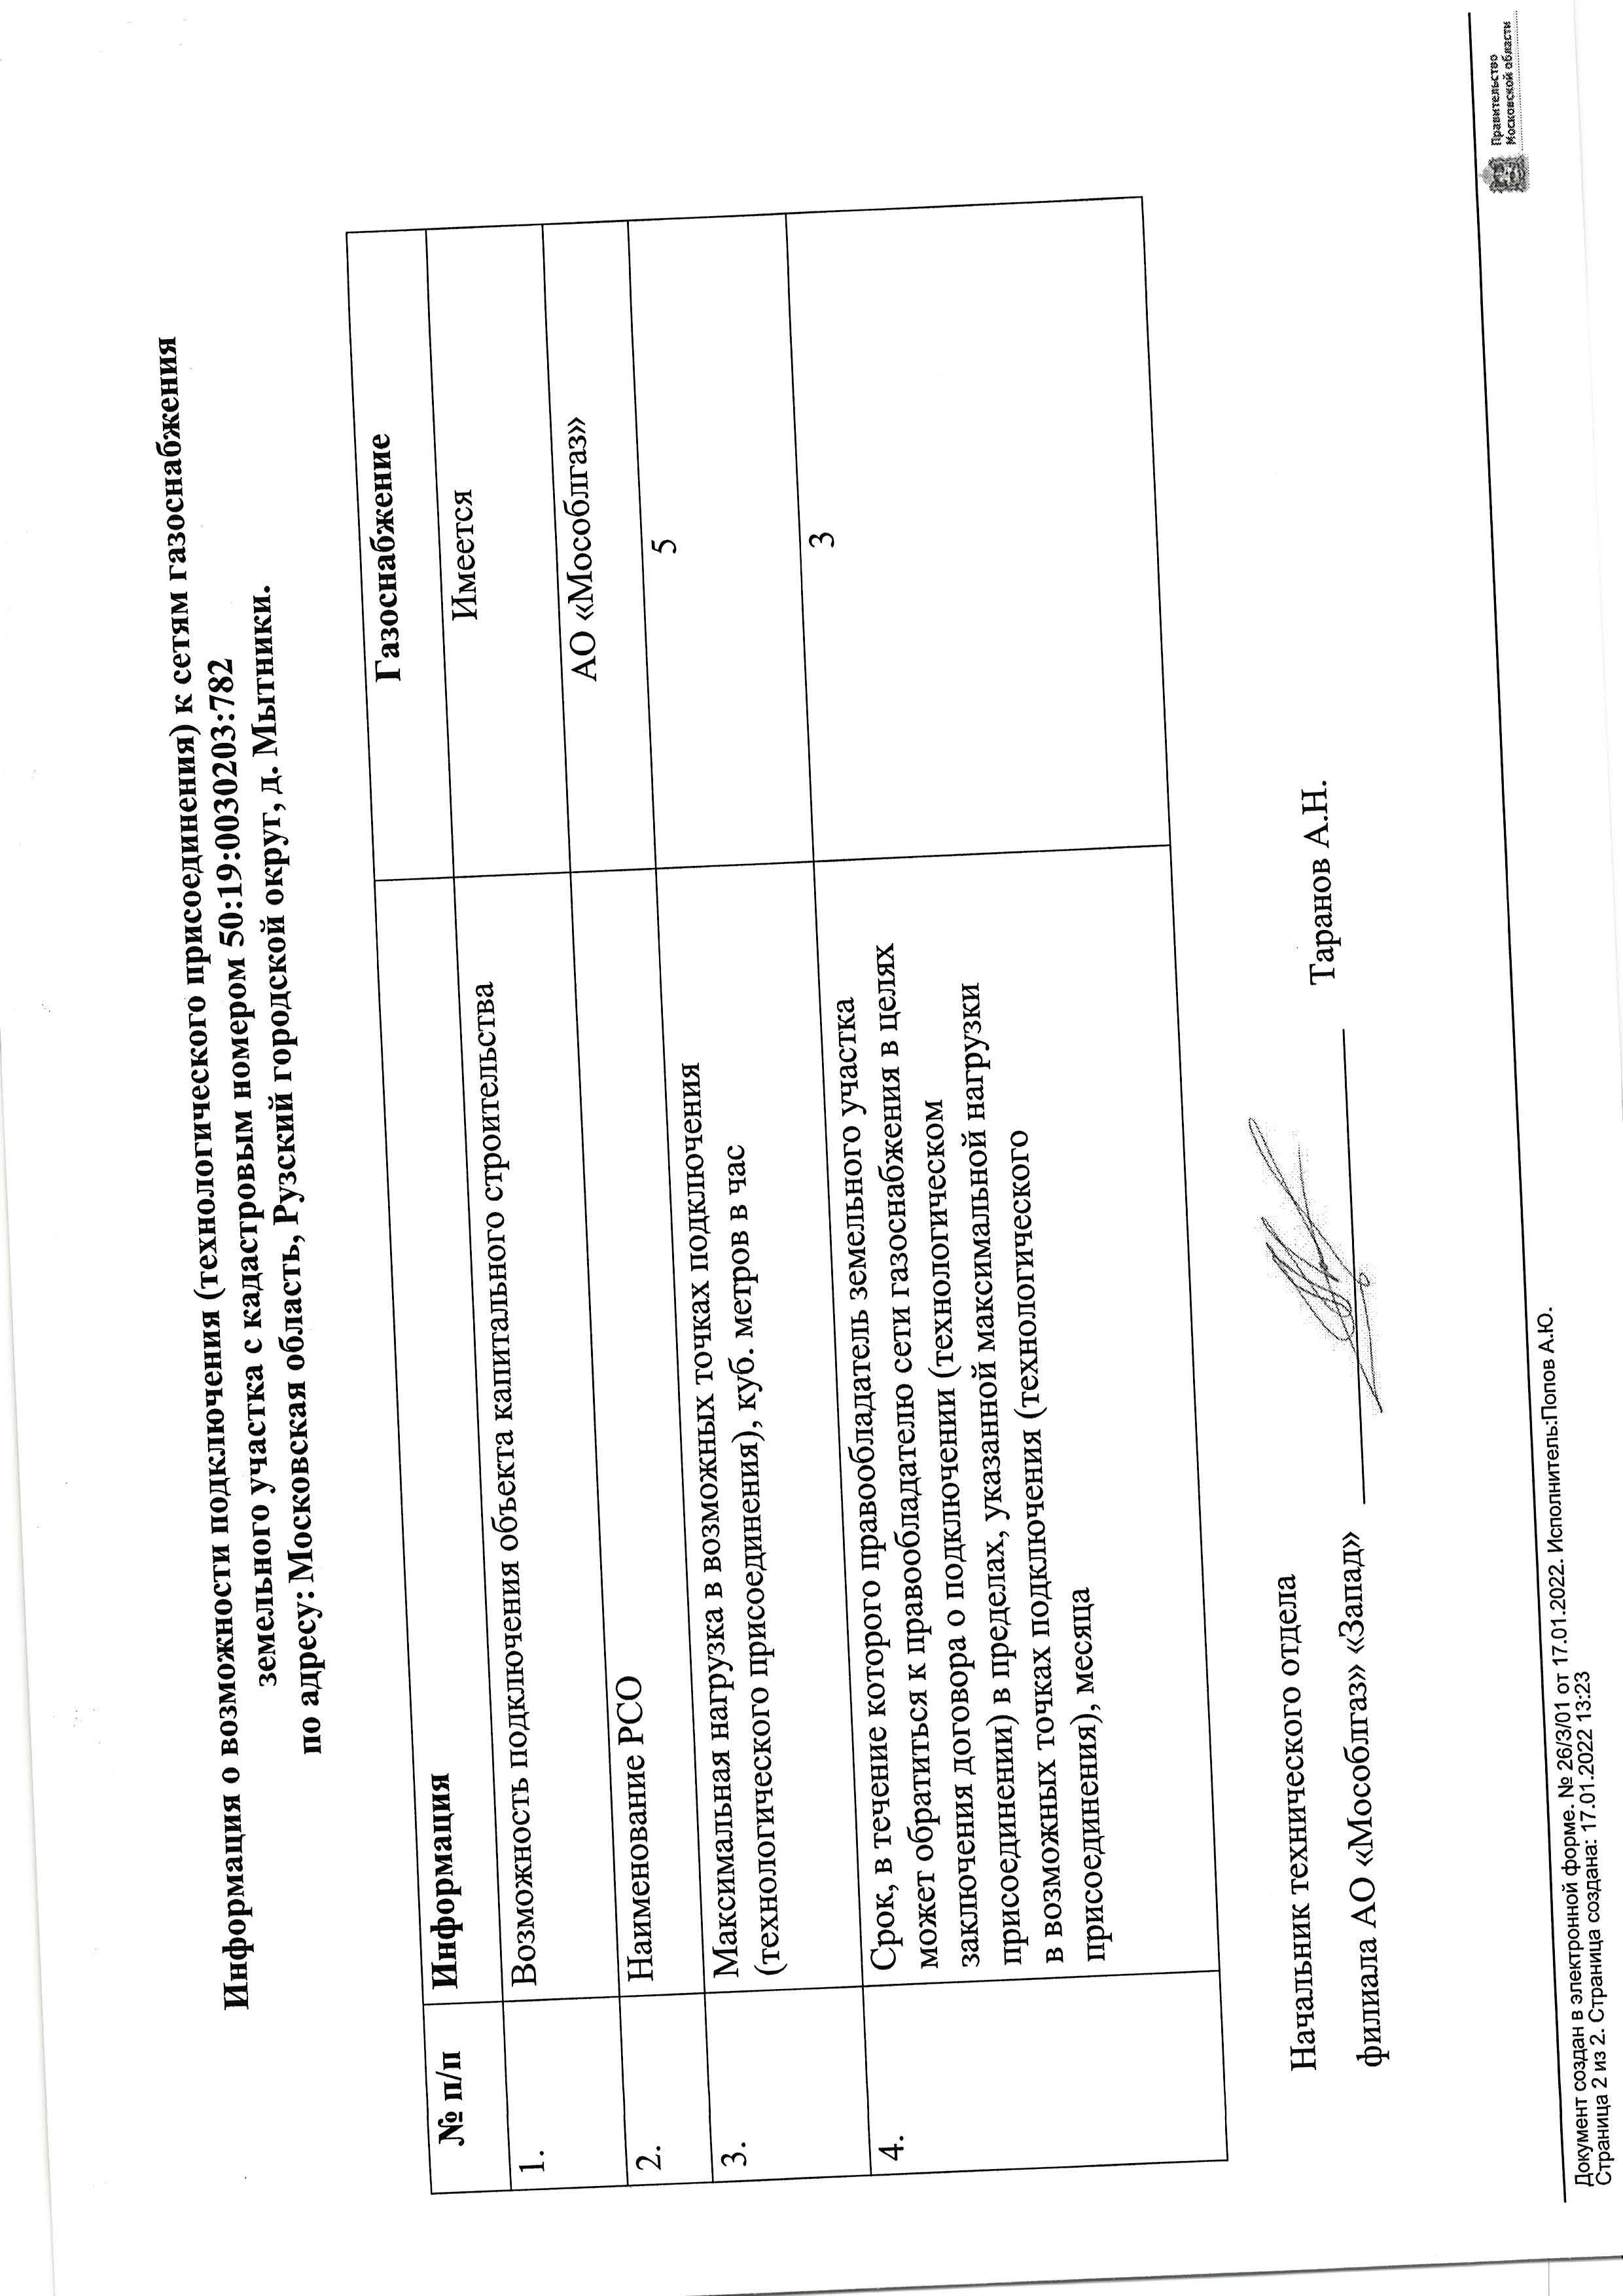 Информация о возможности подключения (технологического присоединения) к сетям газоснабжения
земельного участка с кадастровым номером 50:19:0030203:782
по адресу: Московская область, Рузский городской округ, д. Мытники.
№ п/п
Информация
Газоснабжение
1.
Возможность подключения объекта капитального строительства
Имеется
2.
Наименование РСО
АО «Мособлгаз»
3.
Максимальная нагрузка в возможных точках подключения
(технологического присоединения), куб. метров в час
5
4.
Срок, в течение которого правообладатель земельного участка
может обратиться к правообладателю сети газоснабжения в целях
заключения договора о подключении (технологическом
присоединении) в пределах, указанной максимальной нагрузки
в возможных точках подключения (технологического
присоединения), месяца
3
Начальник технического отдела
филиала АО «Мособлгаз» «Запад»
Таранов А.Н.
Документ создан в электронной форме. № 26/3/01 от 17.01.2022. Исполнитель:Попов А.Ю.
Страница 2 из 2. Страница создана: 17.01.2022 13:23
Правительство
Московской области